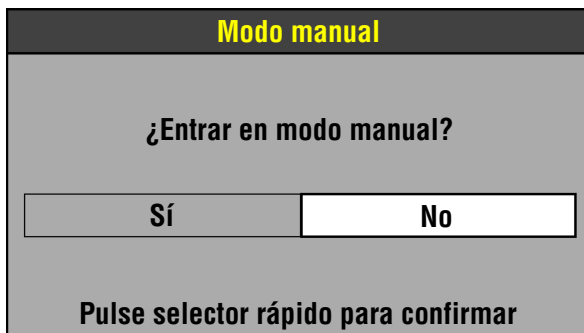 Modo manual
¿Entrar en modo manual?
Sí No
Pulse selector rápido para confirmar